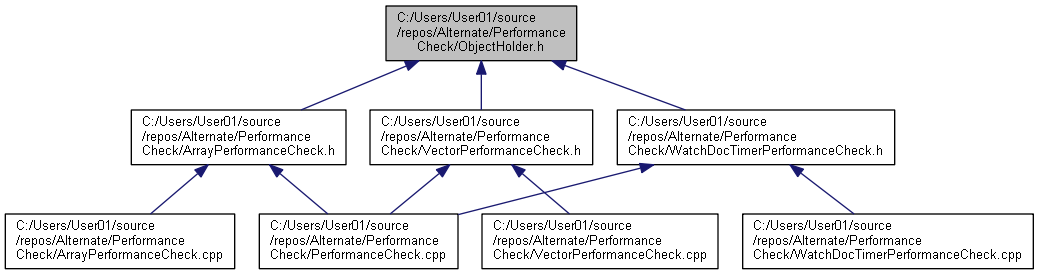 C:/Users/User01/source
/repos/Alternate/Performance
Check/ObjectHolder.h
C:/Users/User01/source
/repos/Alternate/Performance
Check/ArrayPerformanceCheck.h
C:/Users/User01/source
/repos/Alternate/Performance
Check/VectorPerformanceCheck.h
C:/Users/User01/source
/repos/Alternate/Performance
Check/WatchDocTimerPerformanceCheck.h
C:/Users/User01/source
/repos/Alternate/Performance
Check/ArrayPerformanceCheck.cpp
C:/Users/User01/source
/repos/Alternate/Performance
Check/PerformanceCheck.cpp
C:/Users/User01/source
/repos/Alternate/Performance
Check/VectorPerformanceCheck.cpp
C:/Users/User01/source
/repos/Alternate/Performance
Check/WatchDocTimerPerformanceCheck.cpp